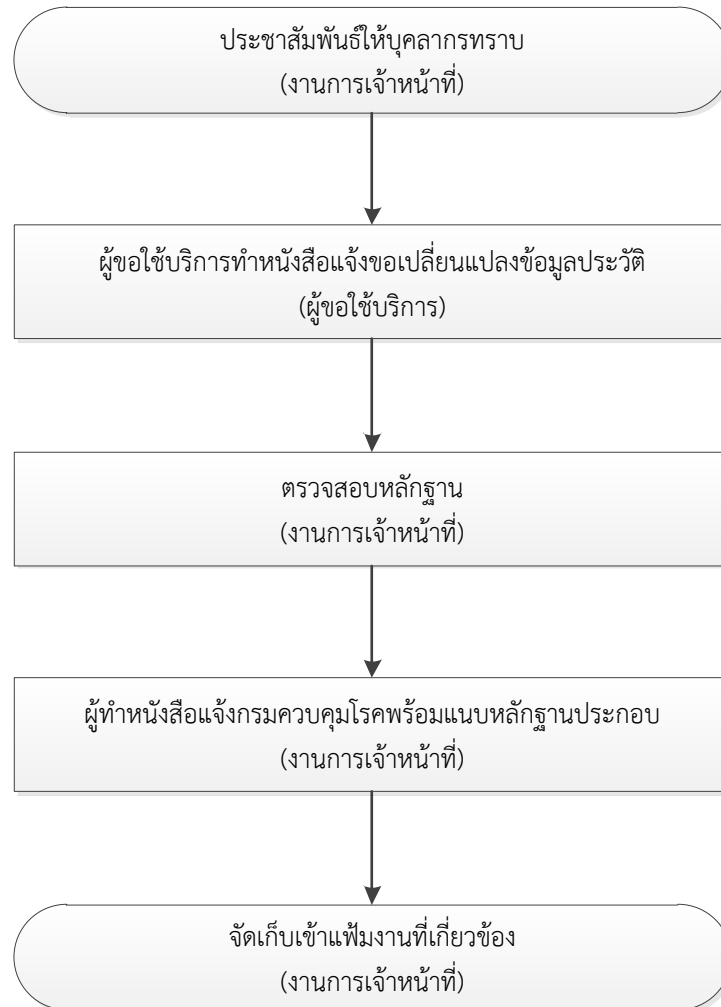 ประชาสัมพันธ์ให้บุคลากรทราบ
(งานการเจ้าหน้าที่)
ผู้ขอใช้บริการทำหนังสือแจ้งขอเปลี่ยนแปลงข้อมูลประวัติ
(ผู้ขอใช้บริการ)
ตรวจสอบหลักฐาน
(งานการเจ้าหน้าที่)
ผู้ทำหนังสือแจ้งกรมควบคุมโรคพร้อมแนบหลักฐานประกอบ
(งานการเจ้าหน้าที่)
จัดเก็บเข้าแฟ้มงานที่เกี่ยวข้อง
(งานการเจ้าหน้าที่)